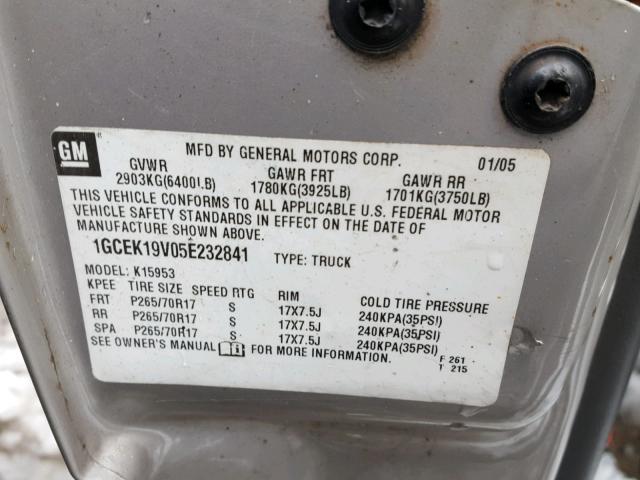 GM
MFD BY GENERAL MOTORS CORP. 01/05
GVWR GAWR FRT GAWR RR
2903KG(6400LB) 1780KG(3925LB) 1701KG(3750LB)
THIS VEHICLE CONFORMS TO ALL APPLICABLE U.S. FEDERAL MOTOR
VEHICLE SAFETY STANDARDS IN EFFECT ON THE DATE OF
MANUFACTURE SHOWN ABOVE.
1GCEK19V05E232841 TYPE: TRUCK
MODEL: K15953
KPEE TIRE SIZE SPEED RTG RIM COLD TIRE PRESSURE
FRT P265/70R17 S 17X7.5J 240KPA(35PSI)
RR P265/70R17 S 17X7.5J 240KPA(35PSI)
SPA P265/70R17 S 17X7.5J 240KPA(35PSI)
SEE OWNER'S MANUAL FOR MORE INFORMATION.
F 261
T 215